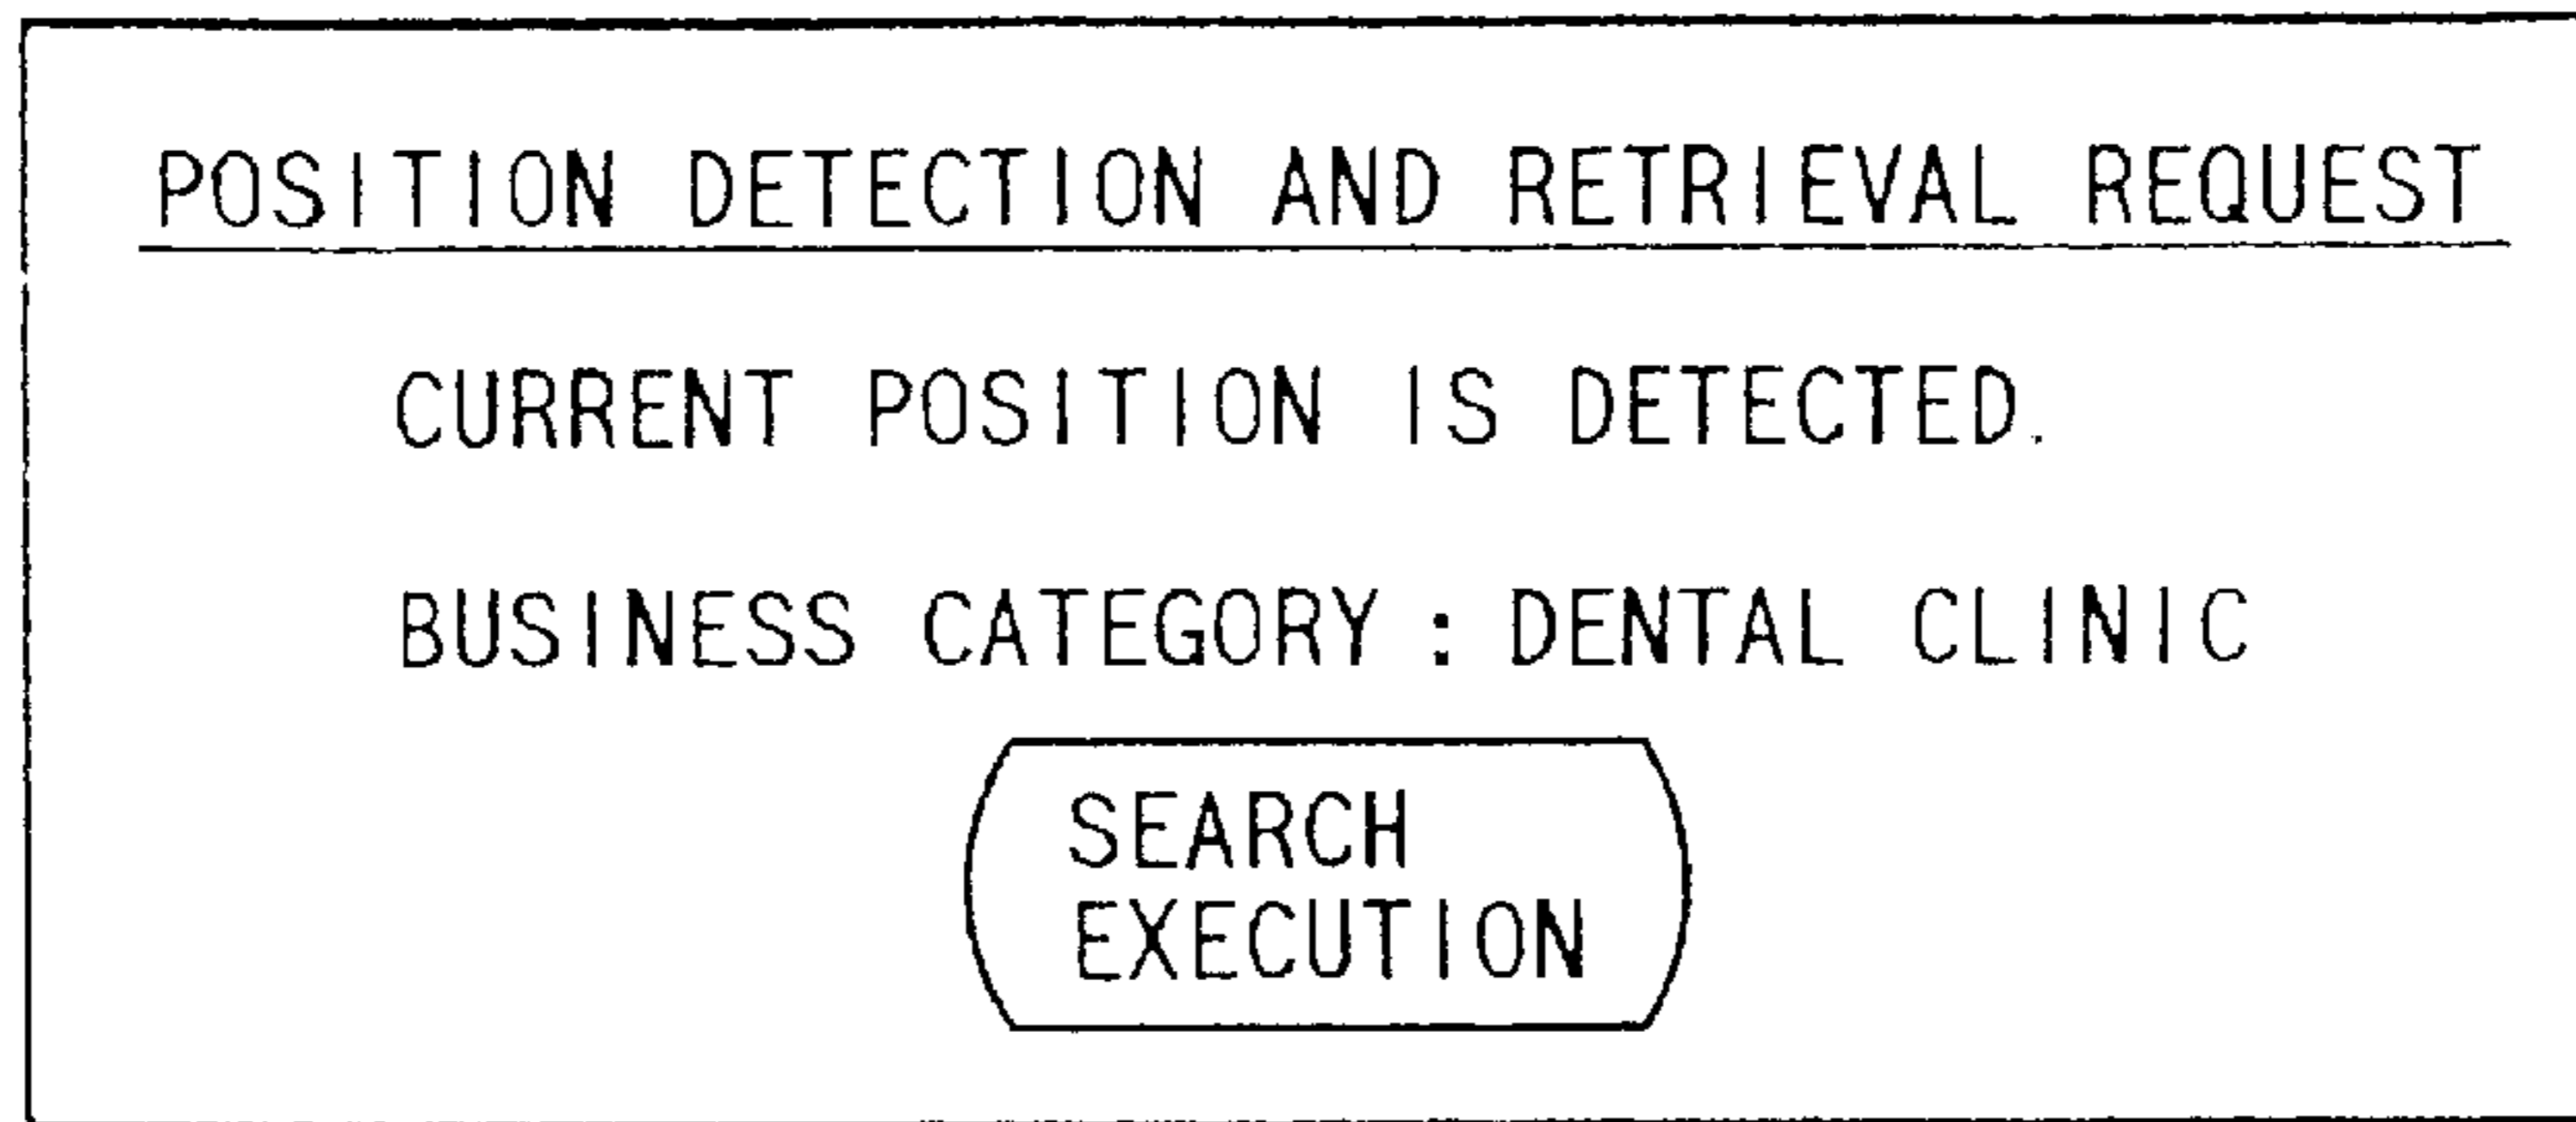 POSITION DETECTION AND RETRIEVAL REQUEST
CURRENT POSITION IS DETECTED.
BUSINESS CATEGORY : DENTAL CLINIC
SEARCH
EXECUTION